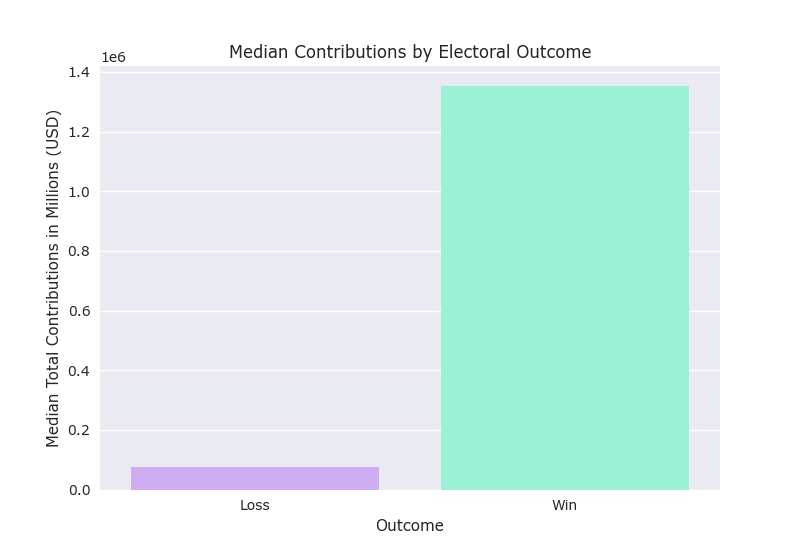 Median Contributions by Electoral Outcome
1e6
Median Total Contributions in Millions (USD)
1.4
1.2
1.0
0.8
0.6
0.4
0.2
0.0
Loss
Win
Outcome